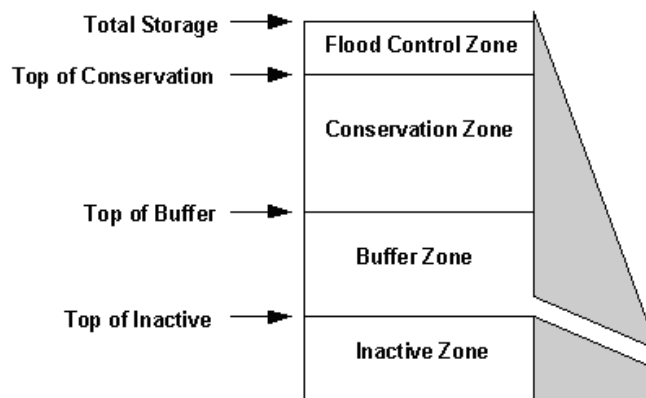 Total Storage
Flood Control Zone
Top of Conservation
Conservation Zone
Top of Buffer
Buffer Zone
Top of Inactive
Inactive Zone